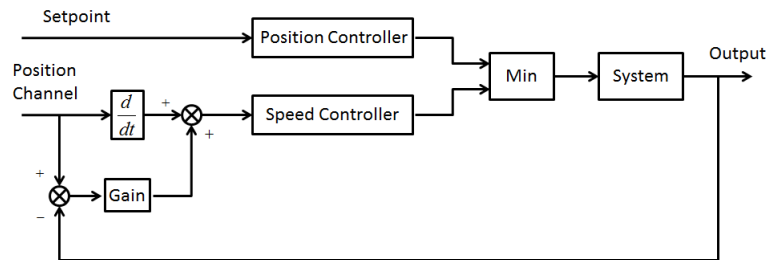 Setpoint
Position Controller
Output
Position
Channel
Min
System
d
dt
+
+
Speed Controller
+
Gain
−